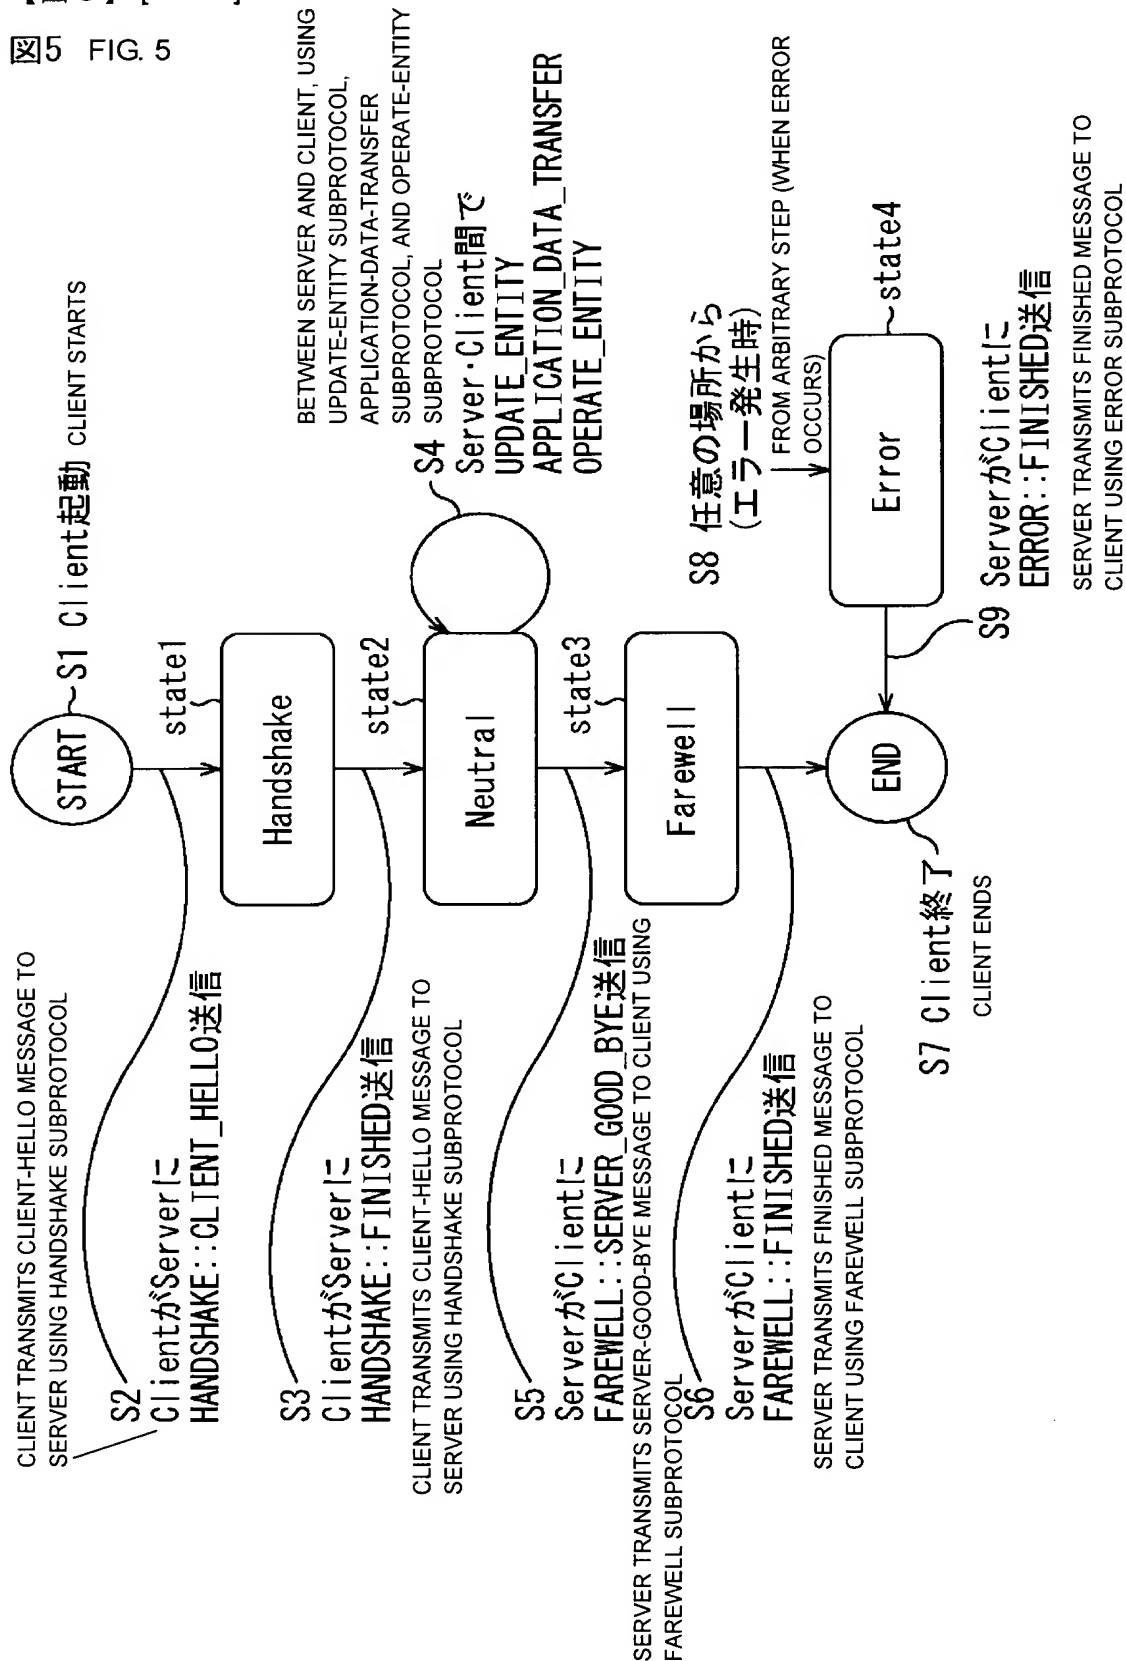 図5 FIG. 5
START
S1 Client起動 CLIENT STARTS
CLIENT TRANSMITS CLIENT-HELLO MESSAGE TO
SERVER USING HANDSHAKE SUBPROTOCOL
S2
ClientがServerに
HANDSHAKE::CLIENT_HELLO送信
state1
Handshake
S3
ClientがServerに
HANDSHAKE::FINISHED送信
CLIENT TRANSMITS CLIENT-HELLO MESSAGE TO
SERVER USING HANDSHAKE SUBPROTOCOL
state2
Neutral
BETWEEN SERVER AND CLIENT, USING
UPDATE-ENTITY SUBPROTOCOL,
APPLICATION-DATA-TRANSFER
SUBPROTOCOL, AND OPERATE-ENTITY
SUBPROTOCOL
S4
Server・Client間で
UPDATE_ENTITY
APPLICATION_DATA_TRANSFER
OPERATE_ENTITY
S5
ServerがClientに
FAREWELL::SERVER_GOOD_BYE送信
SERVER TRANSMITS SERVER-GOOD-BYE MESSAGE TO CLIENT USING
FAREWELL SUBPROTOCOL
state3
Farewell
S6
ServerがClientに
FAREWELL::FINISHED送信
SERVER TRANSMITS FINISHED MESSAGE TO
CLIENT USING FAREWELL SUBPROTOCOL
END
S7 Client終了
CLIENT ENDS
S8 任意の場所から
(エラー発生時)
FROM ARBITRARY STEP (WHEN ERROR
OCCURS)
Error
state4
S9 ServerがClientに
ERROR::FINISHED送信
SERVER TRANSMITS FINISHED MESSAGE TO
CLIENT USING ERROR SUBPROTOCOL